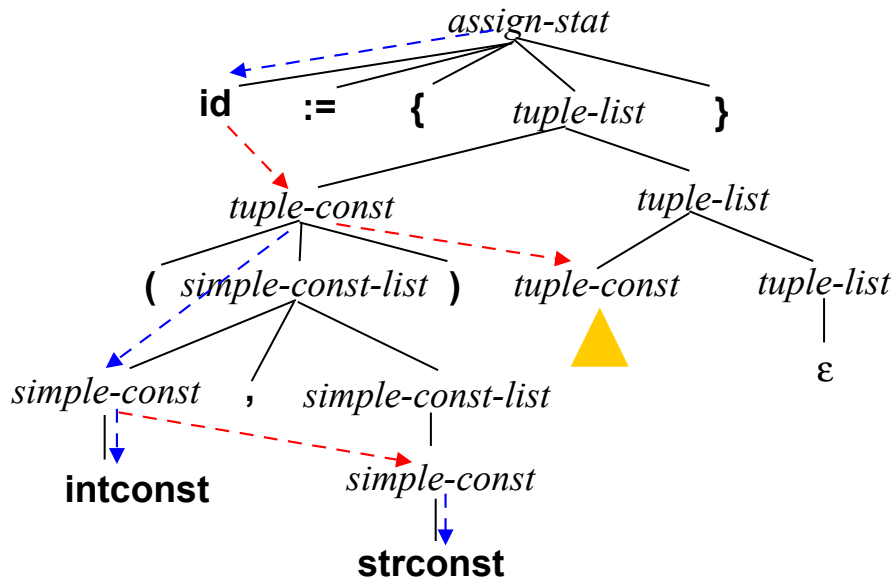 assign-stat
id := { tuple-list }
tuple-const tuple-list
( simple-const-list ) tuple-const tuple-list
simple-const , simple-const-list ε
intconst simple-const
strconst